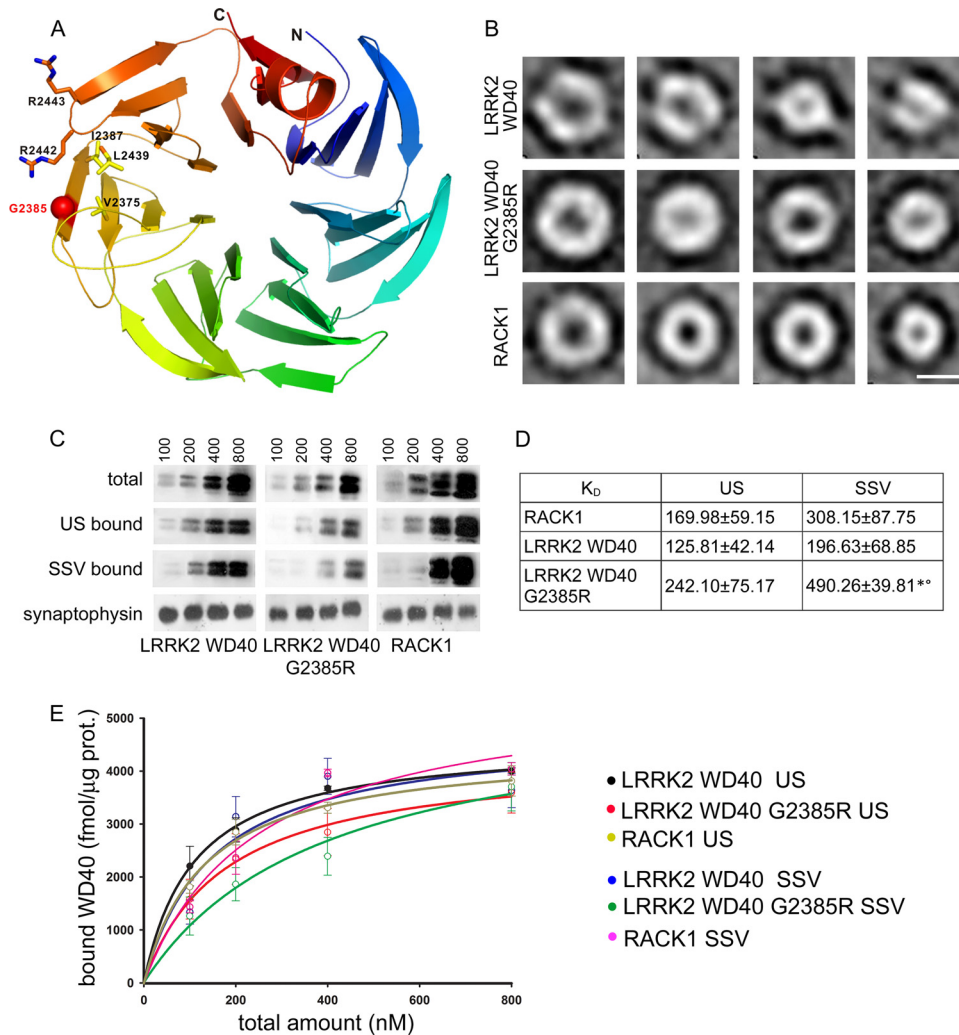 A
C
N
R2443
R2442
I2387
L2439
G2385
V2375
B
LRRK2
WD40
LRRK2 WD40
G2385R
RACK1
C
100 200 400 800 100 200 400 800 100 200 400 800
total
US bound
SSV bound
synaptophysin
LRRK2 WD40 LRRK2 WD40 RACK1
G2385R
D
KD US SSV
RACK1 169.98±59.15 308.15±87.75
LRRK2 WD40 125.81±42.14 196.63±68.85
LRRK2 WD40
G2385R 242.10±75.17 490.26±39.81*°
E
bound WD40 (fmol/µg prot.)
5000
4000
3000
2000
1000
0
0 200 400 600 800
total amount (nM)
LRRK2 WD40 US
LRRK2 WD40 G2385R US
RACK1 US
LRRK2 WD40 SSV
LRRK2 WD40 G2385R SSV
RACK1 SSV